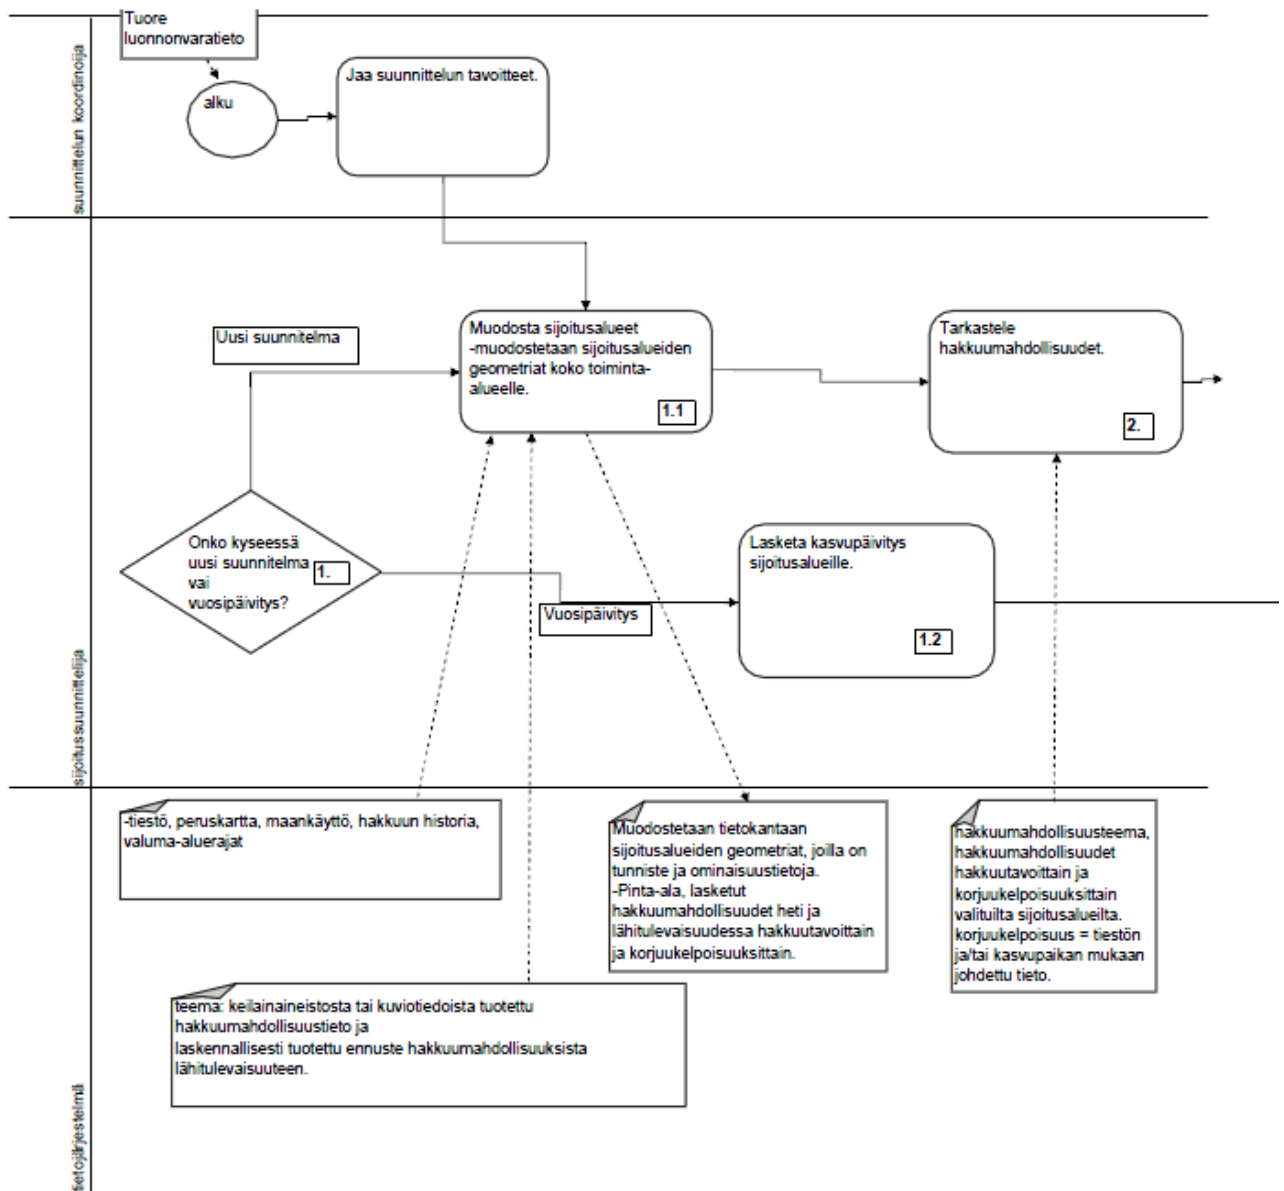 Tuore
luonnonvaratieto
suunnittelun koordinoija
alku
Jaa suunnittelun tavoitteet.
sijoitussuunnittelija
Uusi suunnitelma
Muodosta sijoitusalueet
-muodostetaan sijoitusalueiden
geometriat koko toiminta-
alueelle.
1.1
Tarkastele
hakkuumahdollisuudet.
2.
Onko kyseessä
uusi suunnitelma
vai
vuosipäivitys?
1.
Vuosipäivitys
Lasketa kasvupäivitys
sijoitusalueille.
1.2
tietojärjestelmä
-tiestö, peruskartta, maankäyttö, hakkuun historia,
valuma-aluerajat
Muodostetaan tietokantaan
sijoitusalueiden geometriat, joilla on
tunniste ja ominaisuustietoja.
-Pinta-ala, lasketut
hakkuumahdollisuudet heti ja
lähitulevaisuudessa hakkuutavoittain
ja korjuukelpoisuuksittain.
hakkuumahdollisuusteema,
hakkuumahdollisuudet
hakkuutavoittain ja
korjuukelpoisuuksittain
valituilta sijoitusalueilta.
korjuukelpoisuus = tiestön
ja/tai kasvupaikan mukaan
johdettu tieto.
teema: keilainaineistosta tai kuviotiedoista tuotettu
hakkuumahdollisuustieto ja
laskennallisesti tuotettu ennuste hakkuumahdollisuuksista
lähitulevaisuuteen.